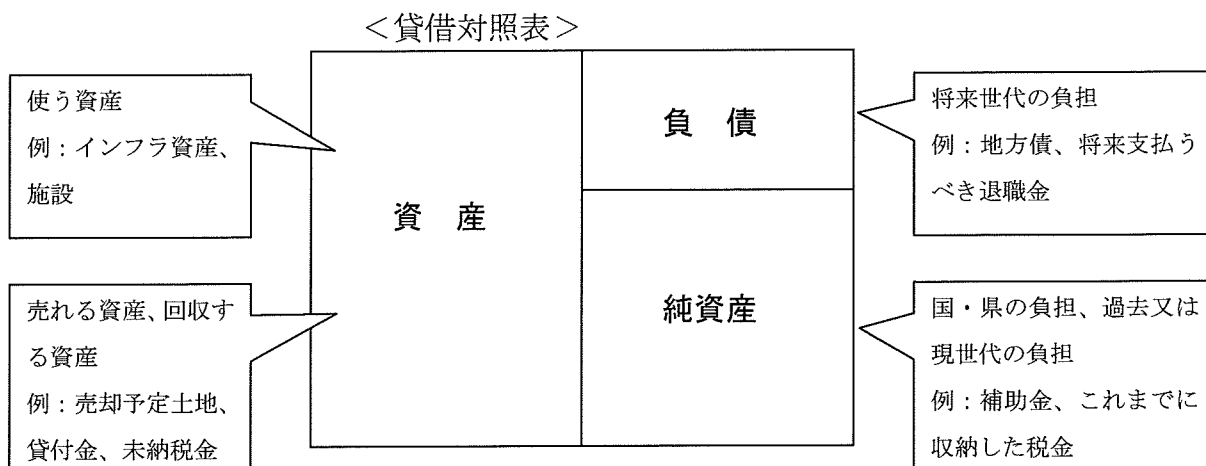 ＜貸借対照表＞
使う資産
例：インフラ資産、
施設
売れる資産、回収す
る資産
例：売却予定土地、
貸付金、未納税金
資　産
負　債
純資産
将来世代の負担
例：地方債、将来支払う
べき退職金
国・県の負担、過去又は
現世代の負担
例：補助金、これまでに
収納した税金